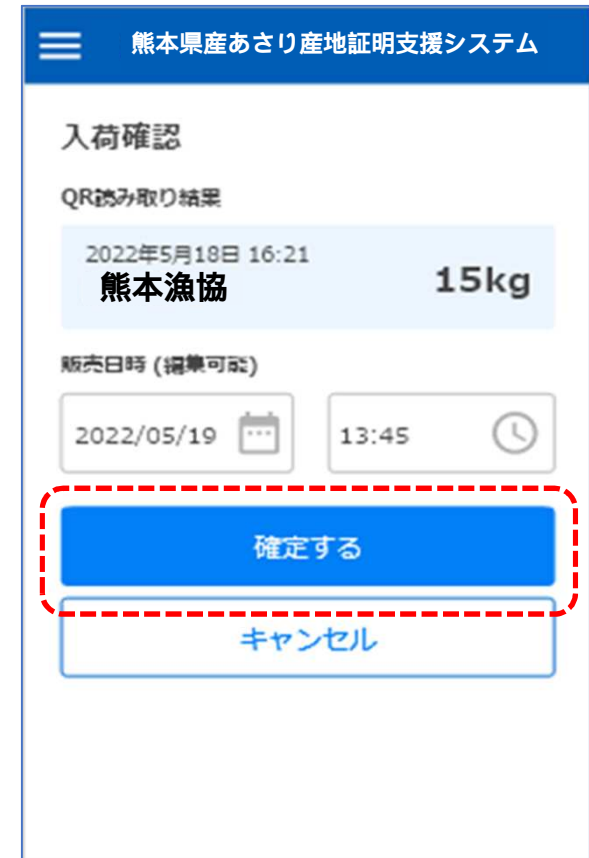 熊本県産あさり産地証明支援システム
入荷確認
QR読み取り結果
2022年5月18日 16:21
熊本漁協
15kg
販売日時 (編集可能)
2022/05/19
13:45
確定する
キャンセル